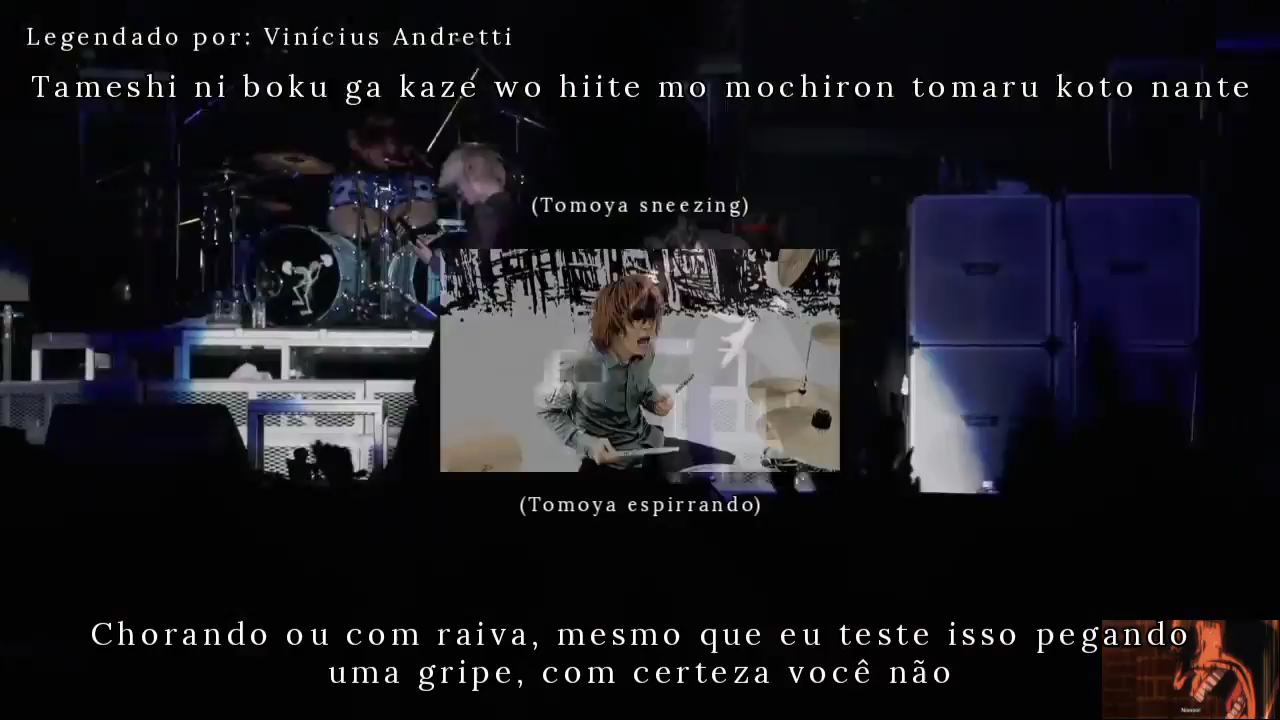 Legendado por: Vinícius Andretti
Tameshi ni boku ga kaze wo hiite mo mochiron tomaru koto nante
(Tomoya sneezing)
(Tomoya espirrando)
Chorando ou com raiva, mesmo que eu teste isso pegando
uma gripe, com certeza você não